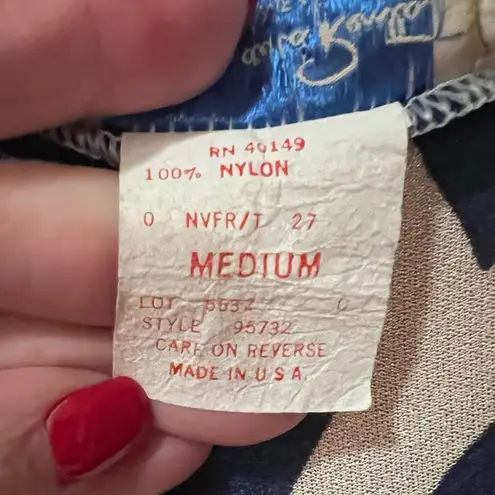 RN 40149
100% NYLON
0 NVFR/T 27
MEDIUM
LOT 5532 0
STYLE 95732
CARE ON REVERSE
MADE IN U S A.